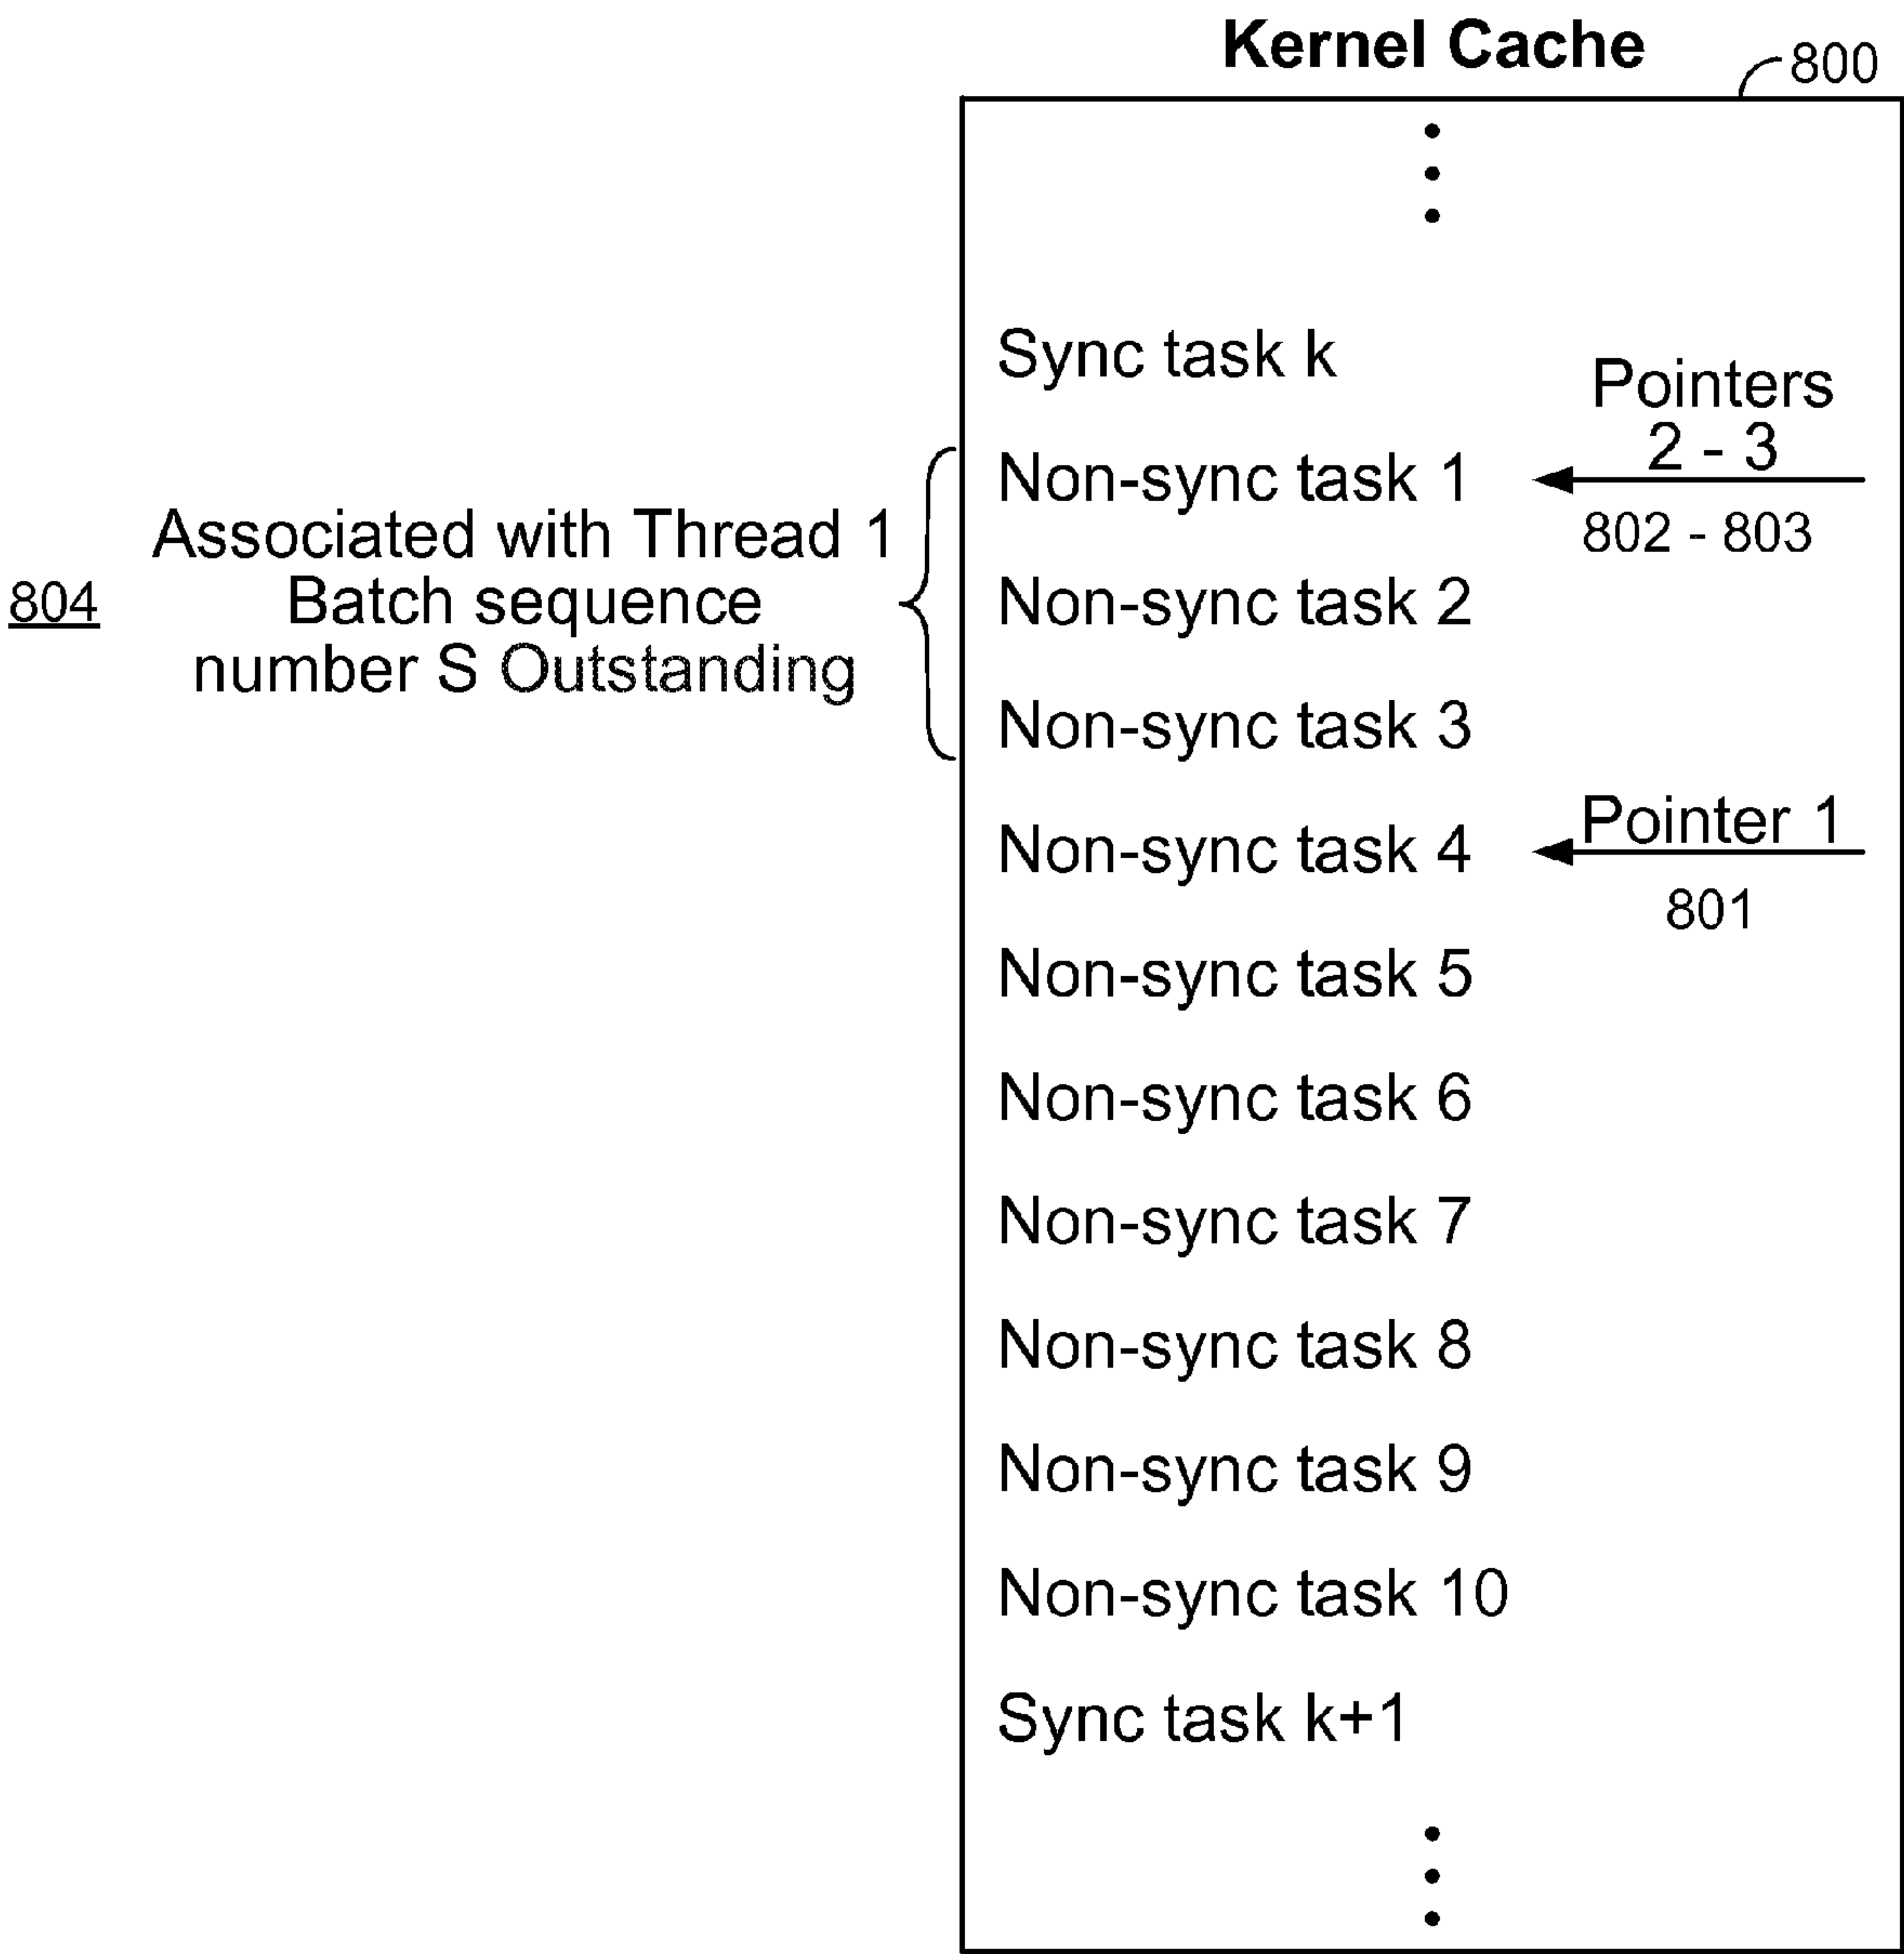 Kernel Cache
800
Sync task k
Pointers
2 - 3
Non-sync task 1
802 - 803
Associated with Thread 1
804
Batch sequence
number S Outstanding
Non-sync task 2
Non-sync task 3
Pointer 1
Non-sync task 4
801
Non-sync task 5
Non-sync task 6
Non-sync task 7
Non-sync task 8
Non-sync task 9
Non-sync task 10
Sync task k+1